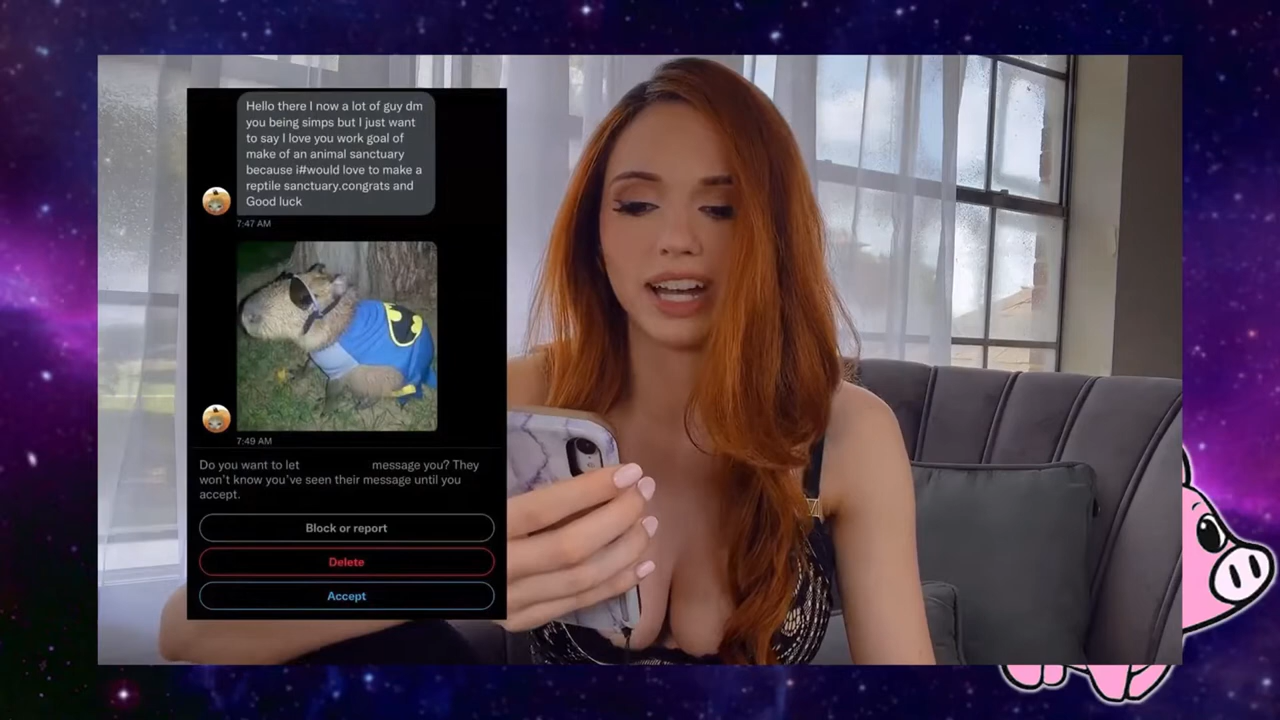 Hello there I now a lot of guy dm
you being simps but I just want
to say I love you work goal of
make of an animal sanctuary
because i#would love to make a
reptile sanctuary.congrats and
Good luck
7:47 AM
7:49 AM
Do you want to let message you? They
won't know you've seen their message until you
accept.
Block or report
Delete
Accept